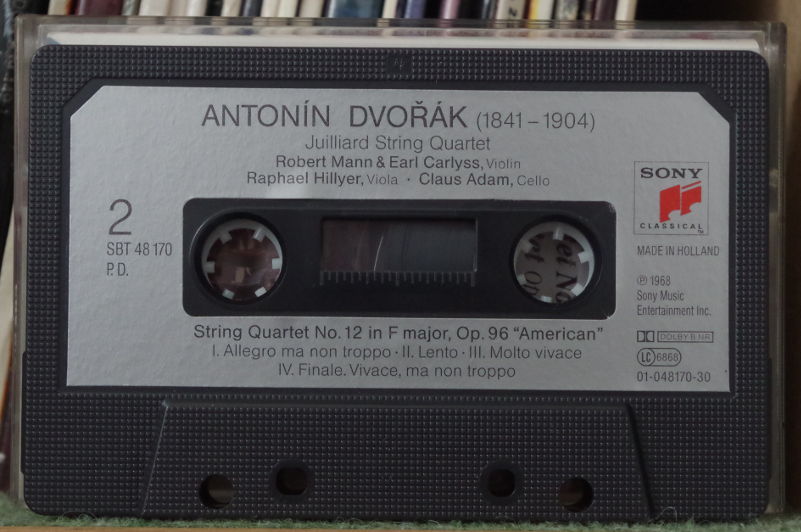 ANTONÍN DVOŘÁK (1841–1904)
Juilliard String Quartet
Robert Mann & Earl Carlyss, Violin
Raphael Hillyer, Viola · Claus Adam, Cello
2
SBT 48 170
P.D.
SONY
CLASSICAL™
MADE IN HOLLAND
℗ 1968
Sony Music
Entertainment Inc.
DOLBY B NR
LC 6868
01-048170-30
String Quartet No. 12 in F major, Op. 96 “American”
I. Allegro ma non troppo · II. Lento · III. Molto vivace
IV. Finale. Vivace, ma non troppo